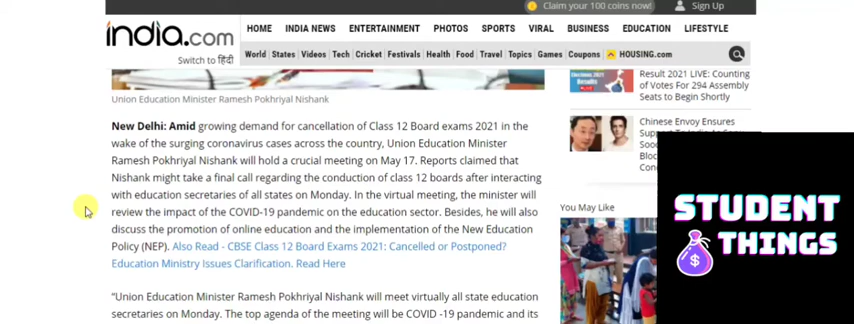 Claim your 100 coins now!
Sign Up
india.com
Switch to हिंदी
HOME INDIA NEWS ENTERTAINMENT PHOTOS SPORTS VIRAL BUSINESS EDUCATION LIFESTYLE
World States Videos Tech Cricket Festivals Health Food Travel Topics Games Coupons HOUSING.com
Union Education Minister Ramesh Pokhriyal Nishank
New Delhi: Amid growing demand for cancellation of Class 12 Board exams 2021 in the
wake of the surging coronavirus cases across the country, Union Education Minister
Ramesh Pokhriyal Nishank will hold a crucial meeting on May 17. Reports claimed that
Nishank might take a final call regarding the conduction of class 12 boards after interacting
with education secretaries of all states on Monday. In the virtual meeting, the minister will
review the impact of the COVID-19 pandemic on the education sector. Besides, he will also
discuss the promotion of online education and the implementation of the New Education
Policy (NEP). Also Read - CBSE Class 12 Board Exams 2021: Cancelled or Postponed?
Education Ministry Issues Clarification. Read Here
“Union Education Minister Ramesh Pokhriyal Nishank will meet virtually all state education
secretaries on Monday. The top agenda of the meeting will be COVID -19 pandemic and its
Result 2021 LIVE: Counting
of Votes For 294 Assembly
Seats to Begin Shortly
Chinese Envoy Ensures
You May Like
STUDENT
THINGS
$